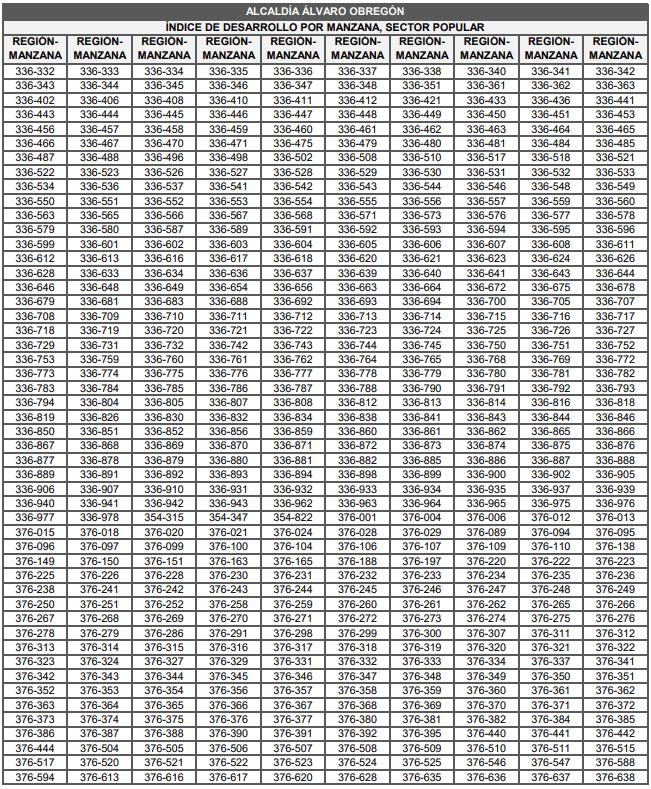 ALCALDÍA ÁLVARO OBREGÓN
ÍNDICE DE DESARROLLO POR MANZANA, SECTOR POPULAR
REGIÓN-MANZANA REGIÓN-MANZANA REGIÓN-MANZANA REGIÓN-MANZANA REGIÓN-MANZANA REGIÓN-MANZANA REGIÓN-MANZANA REGIÓN-MANZANA REGIÓN-MANZANA REGIÓN-MANZANA
336-332 336-333 336-334 336-335 336-336 336-337 336-338 336-340 336-341 336-342
336-343 336-344 336-345 336-346 336-347 336-348 336-351 336-361 336-362 336-363
336-402 336-406 336-408 336-410 336-411 336-412 336-421 336-433 336-436 336-441
336-443 336-444 336-445 336-446 336-447 336-448 336-449 336-450 336-451 336-453
336-456 336-457 336-458 336-459 336-460 336-461 336-462 336-463 336-464 336-465
336-466 336-467 336-470 336-471 336-475 336-479 336-480 336-481 336-484 336-485
336-487 336-488 336-496 336-498 336-502 336-508 336-510 336-517 336-518 336-521
336-522 336-523 336-526 336-527 336-528 336-529 336-530 336-531 336-532 336-533
336-534 336-536 336-537 336-541 336-542 336-543 336-544 336-546 336-548 336-549
336-550 336-551 336-552 336-553 336-554 336-555 336-556 336-557 336-559 336-560
336-563 336-565 336-566 336-567 336-568 336-571 336-573 336-576 336-577 336-578
336-579 336-580 336-587 336-589 336-591 336-592 336-593 336-594 336-595 336-596
336-599 336-601 336-602 336-603 336-604 336-605 336-606 336-607 336-608 336-611
336-612 336-613 336-616 336-617 336-618 336-620 336-621 336-623 336-624 336-626
336-628 336-633 336-634 336-636 336-637 336-639 336-640 336-641 336-643 336-644
336-646 336-648 336-649 336-654 336-656 336-663 336-664 336-672 336-675 336-678
336-679 336-681 336-683 336-688 336-692 336-693 336-694 336-700 336-705 336-707
336-708 336-709 336-710 336-711 336-712 336-713 336-714 336-715 336-716 336-717
336-718 336-719 336-720 336-721 336-722 336-723 336-724 336-725 336-726 336-727
336-729 336-731 336-732 336-742 336-743 336-744 336-745 336-750 336-751 336-752
336-753 336-759 336-760 336-761 336-762 336-764 336-765 336-768 336-769 336-772
336-773 336-774 336-775 336-776 336-777 336-778 336-779 336-780 336-781 336-782
336-783 336-784 336-785 336-786 336-787 336-788 336-790 336-791 336-792 336-793
336-794 336-804 336-805 336-807 336-808 336-812 336-813 336-814 336-816 336-818
336-819 336-826 336-830 336-832 336-834 336-838 336-841 336-843 336-844 336-846
336-850 336-851 336-852 336-856 336-859 336-860 336-861 336-862 336-865 336-866
336-867 336-868 336-869 336-870 336-871 336-872 336-873 336-874 336-875 336-876
336-877 336-878 336-879 336-880 336-881 336-882 336-885 336-886 336-887 336-888
336-889 336-891 336-892 336-893 336-894 336-898 336-899 336-900 336-902 336-905
336-906 336-907 336-910 336-931 336-932 336-933 336-934 336-935 336-937 336-939
336-940 336-941 336-942 336-943 336-962 336-963 336-964 336-965 336-975 336-976
336-977 336-978 354-315 354-347 354-822 376-001 376-004 376-006 376-012 376-013
376-015 376-018 376-020 376-021 376-024 376-028 376-029 376-089 376-094 376-095
376-096 376-097 376-099 376-100 376-104 376-106 376-107 376-109 376-110 376-138
376-149 376-150 376-151 376-163 376-165 376-188 376-197 376-220 376-222 376-223
376-225 376-226 376-228 376-230 376-231 376-232 376-233 376-234 376-235 376-236
376-238 376-241 376-242 376-243 376-244 376-245 376-246 376-247 376-248 376-249
376-250 376-251 376-252 376-258 376-259 376-260 376-261 376-262 376-265 376-266
376-267 376-268 376-269 376-270 376-271 376-272 376-273 376-274 376-275 376-276
376-278 376-279 376-286 376-291 376-298 376-299 376-300 376-307 376-311 376-312
376-313 376-314 376-315 376-316 376-317 376-318 376-319 376-320 376-321 376-322
376-323 376-324 376-327 376-329 376-331 376-332 376-333 376-334 376-337 376-341
376-342 376-343 376-344 376-345 376-346 376-347 376-348 376-349 376-350 376-351
376-352 376-353 376-354 376-356 376-357 376-358 376-359 376-360 376-361 376-362
376-363 376-364 376-365 376-366 376-367 376-368 376-369 376-370 376-371 376-372
376-373 376-374 376-375 376-376 376-377 376-380 376-381 376-382 376-384 376-385
376-386 376-387 376-388 376-390 376-391 376-392 376-395 376-440 376-441 376-442
376-444 376-504 376-505 376-506 376-507 376-508 376-509 376-510 376-511 376-515
376-517 376-520 376-521 376-522 376-523 376-524 376-525 376-546 376-547 376-588
376-594 376-613 376-616 376-617 376-620 376-628 376-635 376-636 376-637 376-638